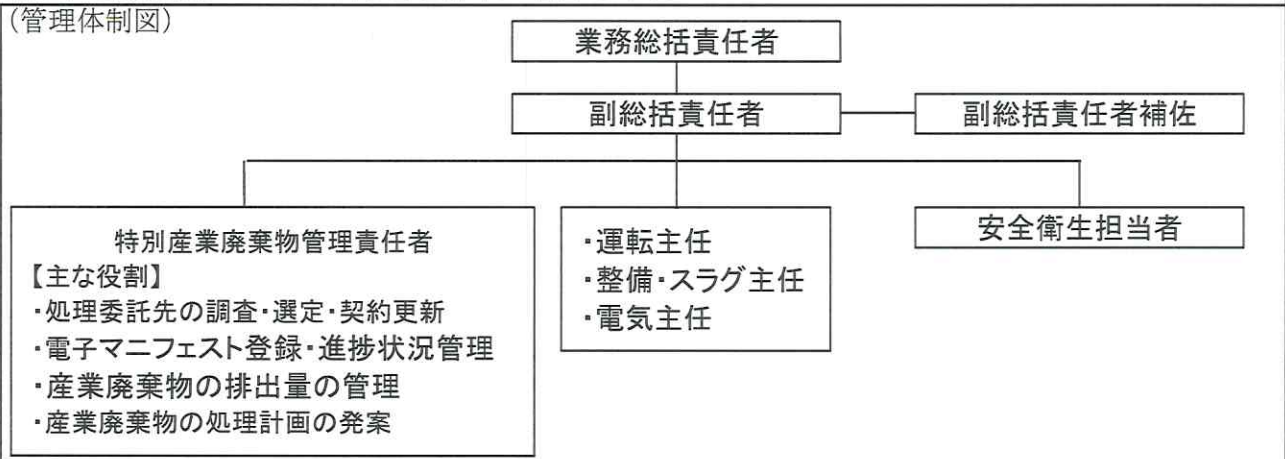 (管理体制図)
業務総括責任者
副総括責任者
副総括責任者補佐
特別産業廃棄物管理責任者
【主な役割】
・処理委託先の調査・選定・契約更新
・電子マニフェスト登録・進捗状況管理
・産業廃棄物の排出量の管理
・産業廃棄物の処理計画の発案
・運転主任
・整備・スラグ主任
・電気主任
安全衛生担当者